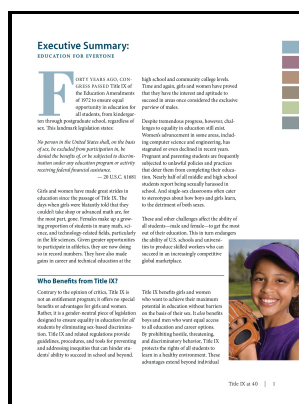 Executive Summary:
EDUCATION FOR EVERYONE
FORTY YEARS AGO, CON-
GRESS PASSED Title IX of
the Education Amendments
of 1972 to ensure equal
opportunity in education for
all students, from kindergar-
ten through postgraduate school, regardless of
sex. This landmark legislation states:
No person in the United States shall, on the basis
of sex, be excluded from participation in, be
denied the benefits of, or be subjected to discrim-
ination under any education program or activity
receiving federal financial assistance.
— 20 U.S.C. §1681
Girls and women have made great strides in
education since the passage of Title IX. The
days when girls were blatantly told that they
couldn't take shop or advanced math are, for
the most part, gone. Females make up a grow-
ing proportion of students in many math, sci-
ence, and technology-related fields, particularly
in the life sciences. Given greater opportunities
to participate in athletics, they are now doing
so in record numbers. They have also made
gains in career and technical education at the
high school and community college levels.
Time and again, girls and women have proved
that they have the interest and aptitude to
succeed in areas once considered the exclusive
purview of males.
Despite tremendous progress, however, chal-
lenges to equality in education still exist.
Women's advancement in some areas, includ-
ing computer science and engineering, has
stagnated or even declined in recent years.
Pregnant and parenting students are frequently
subjected to unlawful policies and practices
that deter them from completing their educa-
tion. Nearly half of all middle and high school
students report being sexually harassed in
school. And single-sex classrooms often cater
to stereotypes about how boys and girls learn,
to the detriment of both sexes.
These and other challenges affect the ability of
all students—male and female—to get the most
out of their education. This in turn endangers
the ability of U.S. schools and universi-
ties to produce skilled workers who can
succeed in an increasingly competitive
global marketplace.
Who Benefits from Title IX?
Contrary to the opinion of critics, Title IX is
not an entitlement program; it offers no special
benefits or advantages for girls and women.
Rather, it is a gender-neutral piece of legislation
designed to ensure equality in education for all
students by eliminating sex-based discrimina-
tion. Title IX and related regulations provide
guidelines, procedures, and tools for preventing
and addressing inequities that can hinder stu-
dents' ability to succeed in school and beyond.
Title IX benefits girls and women
who want to achieve their maximum
potential in education without barriers
on the basis of their sex. It also benefits
boys and men who want equal access
to all education and career options.
By prohibiting hostile, threatening,
and discriminatory behavior, Title IX
protects the rights of all students to
learn in a healthy environment. These
advantages extend beyond individual
Title IX at 40 | 1